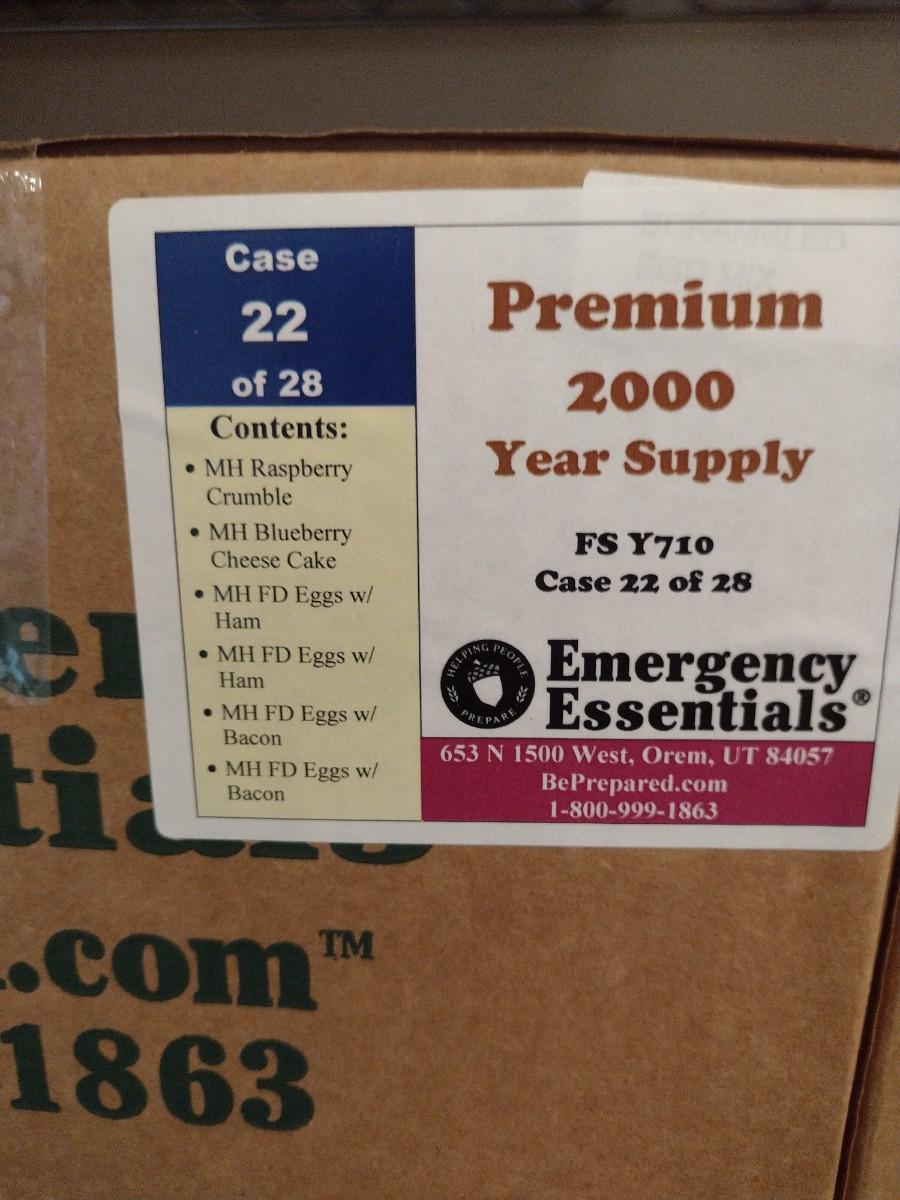 Case
22
of 28
Contents:
• MH Raspberry
Crumble
• MH Blueberry
Cheese Cake
• MH FD Eggs w/
Ham
• MH FD Eggs w/
Ham
• MH FD Eggs w/
Bacon
• MH FD Eggs w/
Bacon
SCRAMBLED
EGG MIX
Premium
2000
Year Supply
FS Y710
Case 22 of 28
HELPING PEOPLE
PREPARE
Emergency
Essentials®
653 N 1500 West, Orem, UT 84057
BePrepared.com
1-800-999-1863
.com™
1863